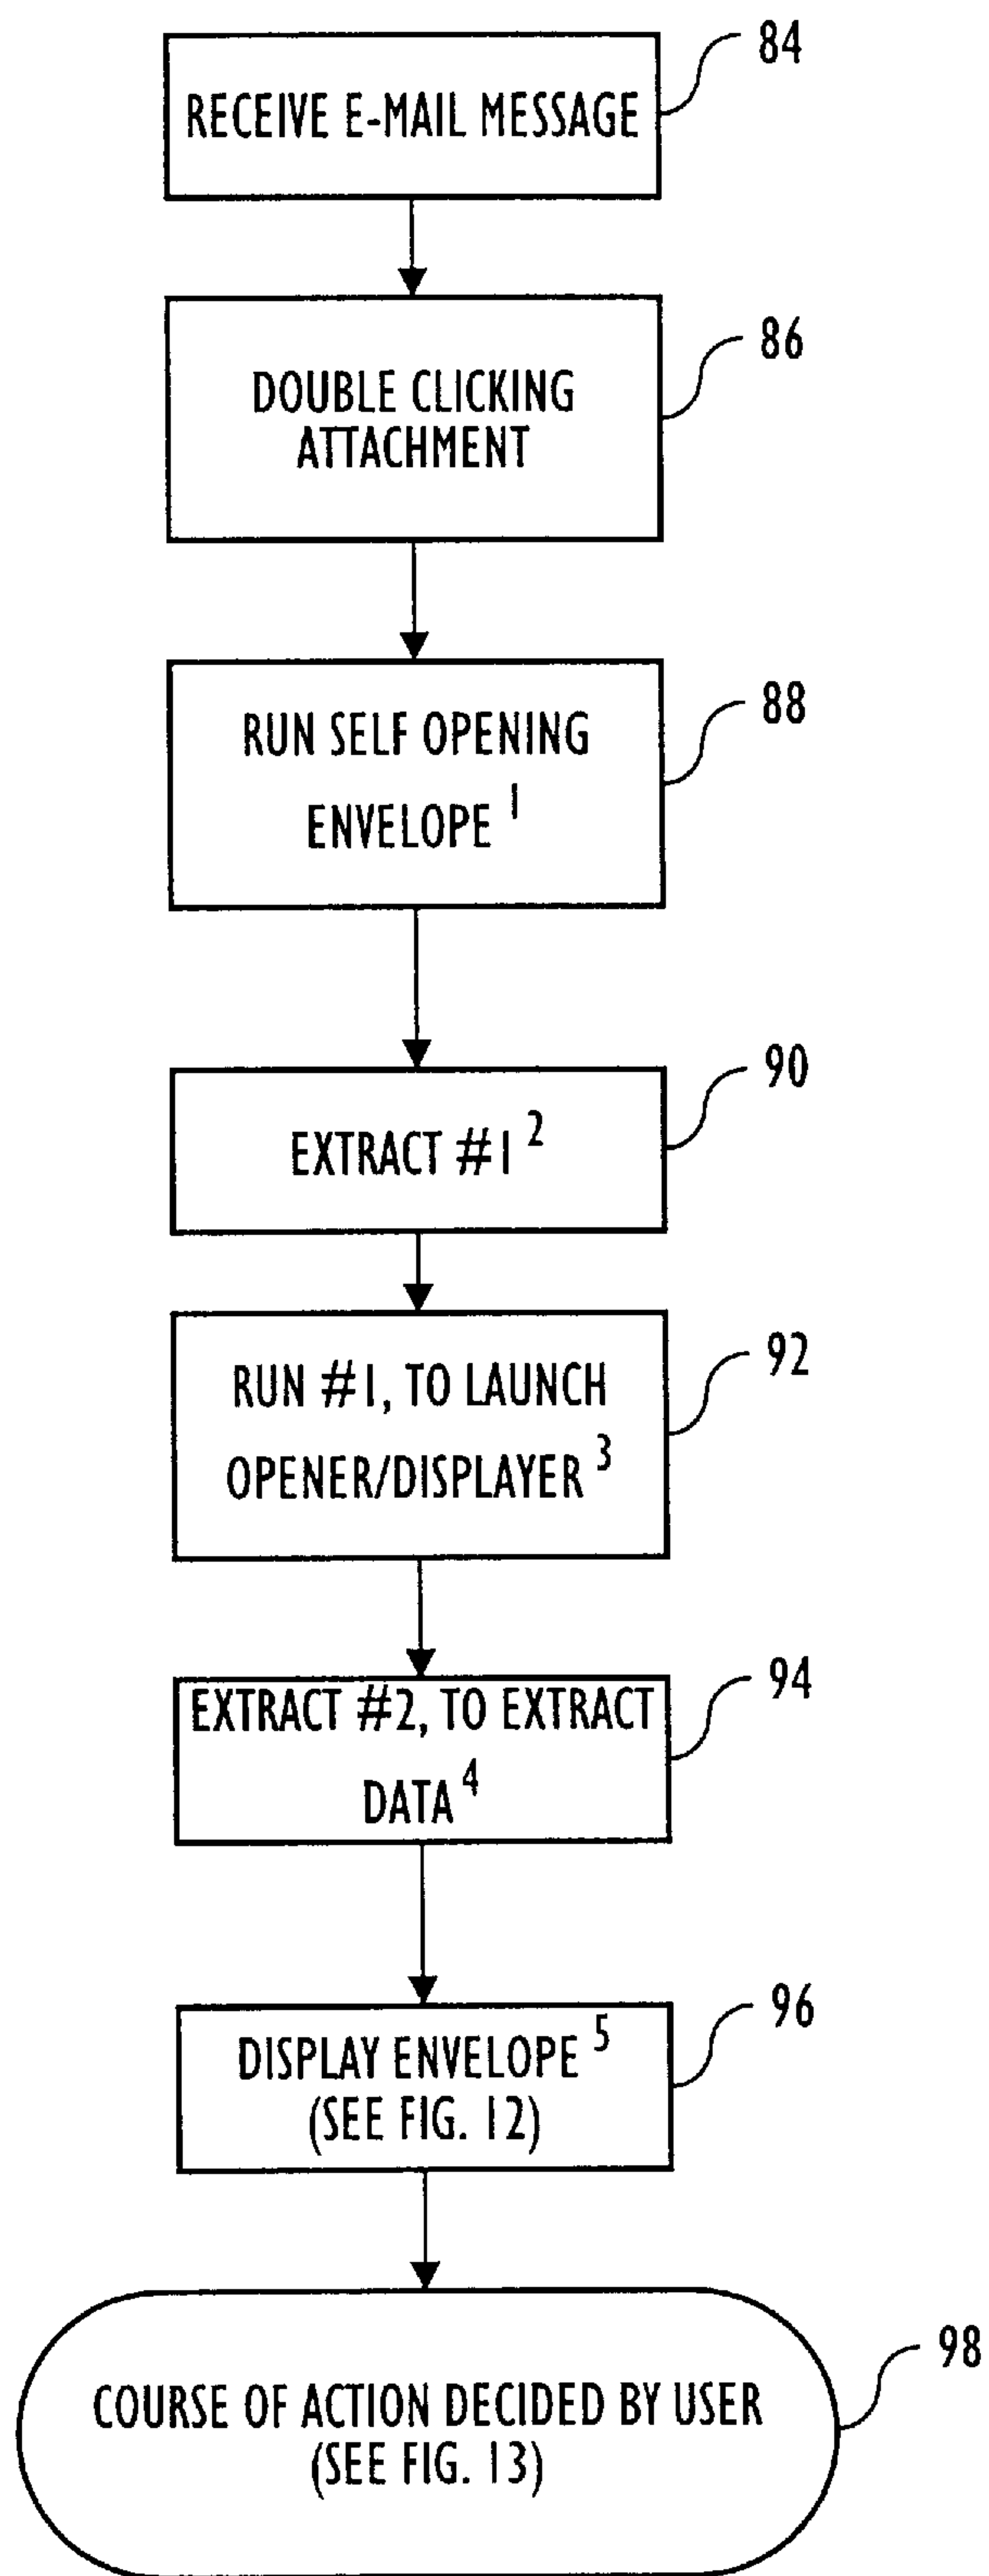 84
RECEIVE E-MAIL MESSAGE
86
DOUBLE CLICKING
ATTACHMENT
88
RUN SELF OPENING
ENVELOPE 1
90
EXTRACT #1 2
92
RUN #1, TO LAUNCH
OPENER/DISPLAYER 3
94
EXTRACT #2, TO EXTRACT
DATA 4
96
DISPLAY ENVELOPE 5
(SEE FIG. 12)
98
COURSE OF ACTION DECIDED BY USER
(SEE FIG. 13)